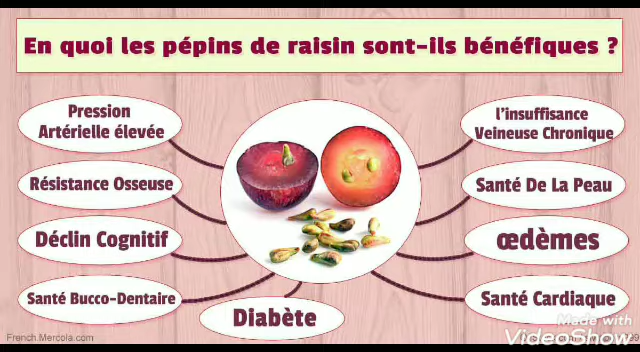 En quoi les pépins de raisin sont-ils bénéfiques ?
Pression
Artérielle élevée
l'insuffisance
Veineuse Chronique
Résistance Osseuse
Santé De La Peau
Déclin Cognitif
œdèmes
Santé Bucco-Dentaire
Santé Cardiaque
Diabète
French.Mercola.com
Made with
VideoShow